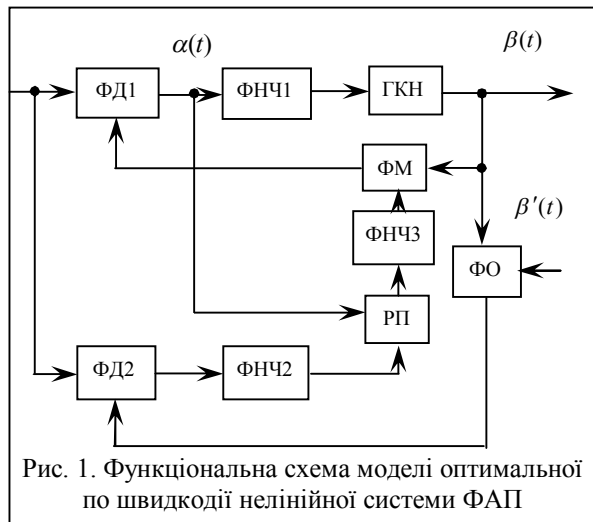 α(t)
β(t)
ФД1
ФНЧ1
ГКН
ФМ
β′(t)
ФНЧ3
ФО
РП
ФД2
ФНЧ2
Рис. 1. Функціональна схема моделі оптимальної
по швидкодії нелінійної системи ФАП